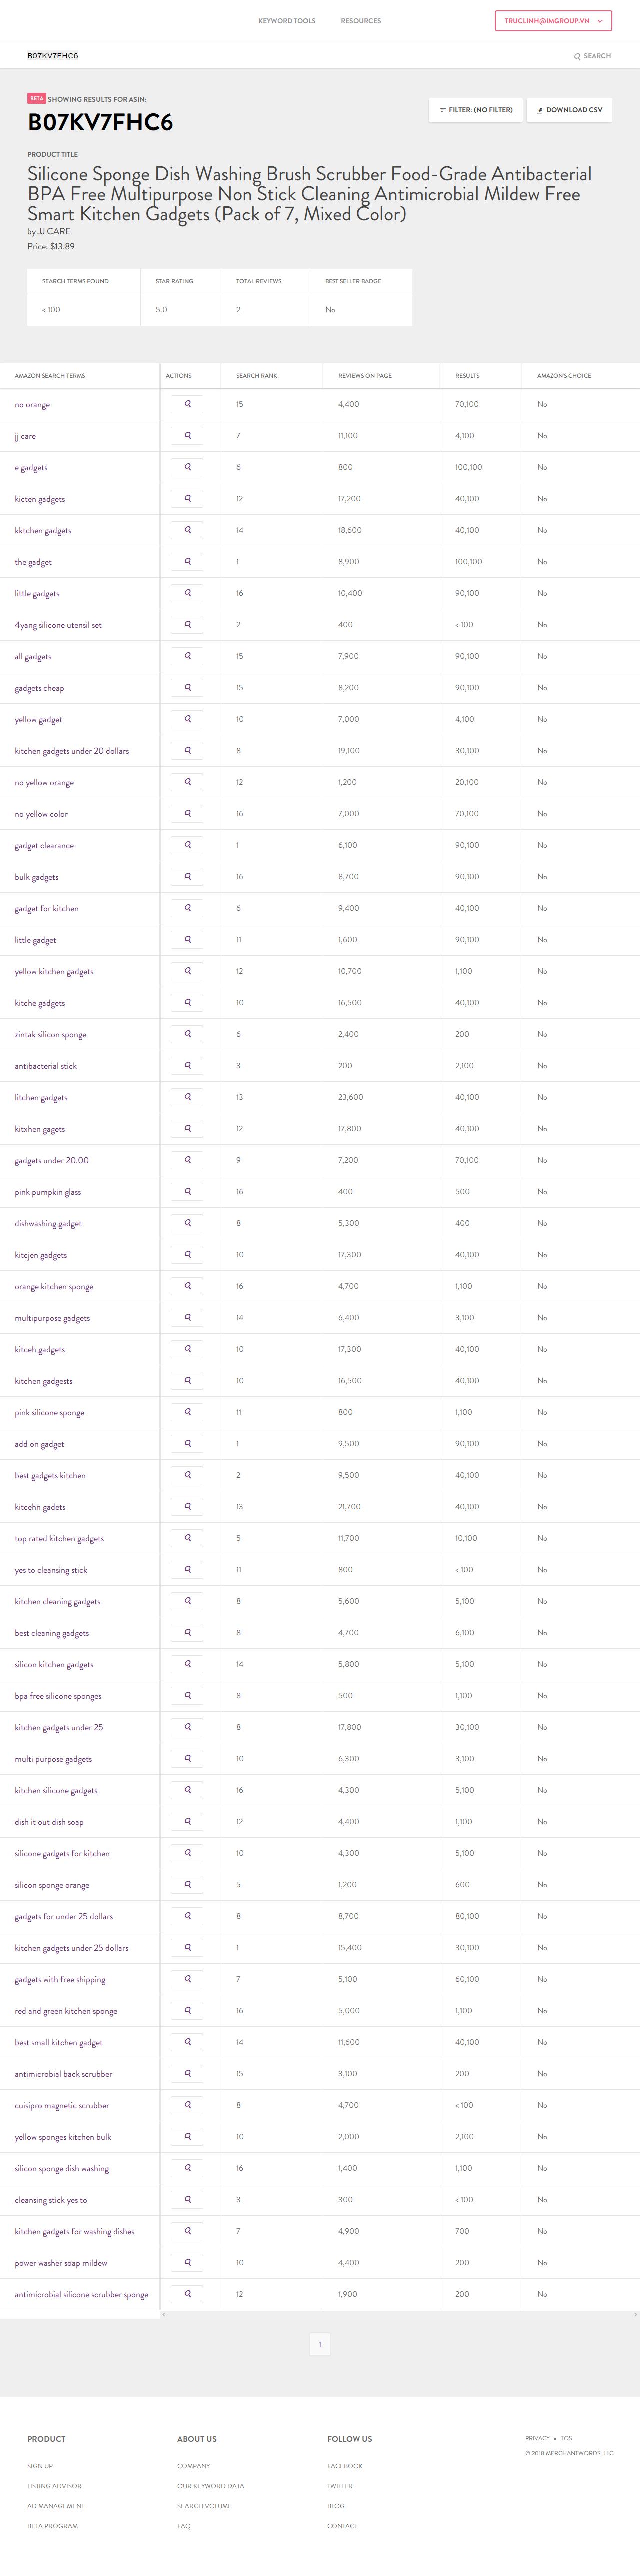 KEYWORD TOOLS RESOURCES TRUCLINH@IMGROUP.VN
B07KV7FHC6 SEARCH
BETA SHOWING RESULTS FOR ASIN:
B07KV7FHC6
FILTER: (NO FILTER) DOWNLOAD CSV
PRODUCT TITLE
Silicone Sponge Dish Washing Brush Scrubber Food-Grade Antibacterial
BPA Free Multipurpose Non Stick Cleaning Antimicrobial Mildew Free
Smart Kitchen Gadgets (Pack of 7, Mixed Color)
by JJ CARE
Price: $13.89
SEARCH TERMS FOUND STAR RATING TOTAL REVIEWS BEST SELLER BADGE
< 100 5.0 2 No
AMAZON SEARCH TERMS ACTIONS SEARCH RANK REVIEWS ON PAGE RESULTS AMAZON'S CHOICE
no orange 15 4,400 70,100 No
jj care 7 11,100 4,100 No
e gadgets 6 800 100,100 No
kicten gadgets 12 17,200 40,100 No
kktchen gadgets 14 18,600 40,100 No
the gadget 1 8,900 100,100 No
little gadgets 16 10,400 90,100 No
4yang silicone utensil set 2 400 < 100 No
all gadgets 15 7,900 90,100 No
gadgets cheap 15 8,200 90,100 No
yellow gadget 10 7,000 4,100 No
kitchen gadgets under 20 dollars 8 19,100 30,100 No
no yellow orange 12 1,200 20,100 No
no yellow color 16 7,000 70,100 No
gadget clearance 1 6,100 90,100 No
bulk gadgets 16 8,700 90,100 No
gadget for kitchen 6 9,400 40,100 No
little gadget 11 1,600 90,100 No
yellow kitchen gadgets 12 10,700 1,100 No
kitche gadgets 10 16,500 40,100 No
zintak silicon sponge 6 2,400 200 No
antibacterial stick 3 200 2,100 No
litchen gadgets 13 23,600 40,100 No
kitxhen gagets 12 17,800 40,100 No
gadgets under 20.00 9 7,200 70,100 No
pink pumpkin glass 16 400 500 No
dishwashing gadget 8 5,300 400 No
kitcjen gadgets 10 17,300 40,100 No
orange kitchen sponge 16 4,700 1,100 No
multipurpose gadgets 14 6,400 3,100 No
kitceh gadgets 10 17,300 40,100 No
kitchen gadgests 10 16,500 40,100 No
pink silicone sponge 11 800 1,100 No
add on gadget 1 9,500 90,100 No
best gadgets kitchen 2 9,500 40,100 No
kitcehn gadets 13 21,700 40,100 No
top rated kitchen gadgets 5 11,700 10,100 No
yes to cleansing stick 11 800 < 100 No
kitchen cleaning gadgets 8 5,600 5,100 No
best cleaning gadgets 8 4,700 6,100 No
silicon kitchen gadgets 14 5,800 5,100 No
bpa free silicone sponges 8 500 1,100 No
kitchen gadgets under 25 8 17,800 30,100 No
multi purpose gadgets 10 6,300 3,100 No
kitchen silicone gadgets 16 4,300 5,100 No
dish it out dish soap 12 4,400 1,100 No
silicone gadgets for kitchen 10 4,300 5,100 No
silicon sponge orange 5 1,200 600 No
gadgets for under 25 dollars 8 8,700 80,100 No
kitchen gadgets under 25 dollars 1 15,400 30,100 No
gadgets with free shipping 7 5,100 60,100 No
red and green kitchen sponge 16 5,000 1,100 No
best small kitchen gadget 14 11,600 40,100 No
antimicrobial back scrubber 15 3,100 200 No
cuisipro magnetic scrubber 8 4,700 < 100 No
yellow sponges kitchen bulk 10 2,000 2,100 No
silicon sponge dish washing 16 1,400 1,100 No
cleansing stick yes to 3 300 < 100 No
kitchen gadgets for washing dishes 7 4,900 700 No
power washer soap mildew 10 4,400 200 No
antimicrobial silicone scrubber sponge 12 1,900 200 No
1
PRODUCT ABOUT US FOLLOW US PRIVACY • TOS
© 2018 MERCHANTWORDS, LLC
SIGN UP COMPANY FACEBOOK
LISTING ADVISOR OUR KEYWORD DATA TWITTER
AD MANAGEMENT SEARCH VOLUME BLOG
BETA PROGRAM FAQ CONTACT